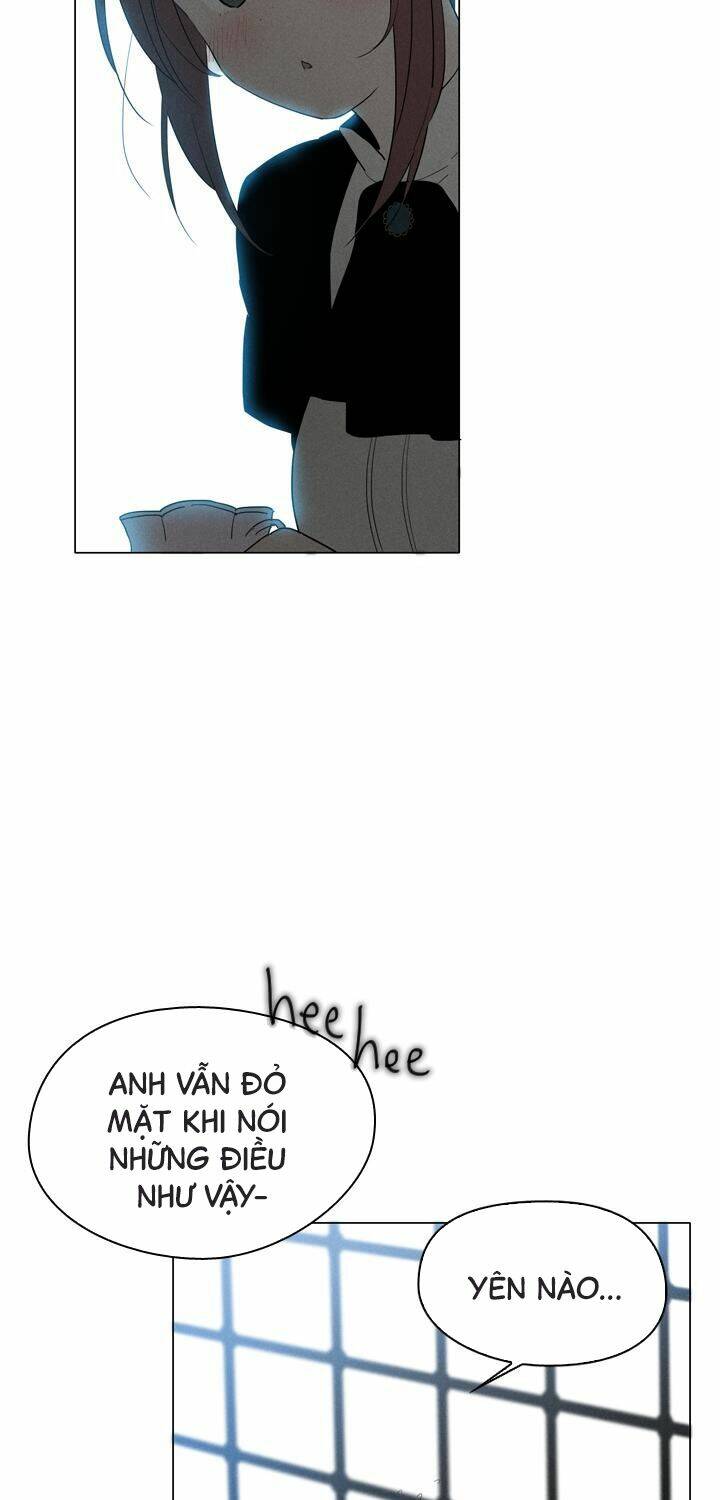 hee
hee
ANH VẪN ĐỎ
MẶT KHI NÓI
NHỮNG ĐIỀU
NHƯ VẬY-
YÊN NÀO...